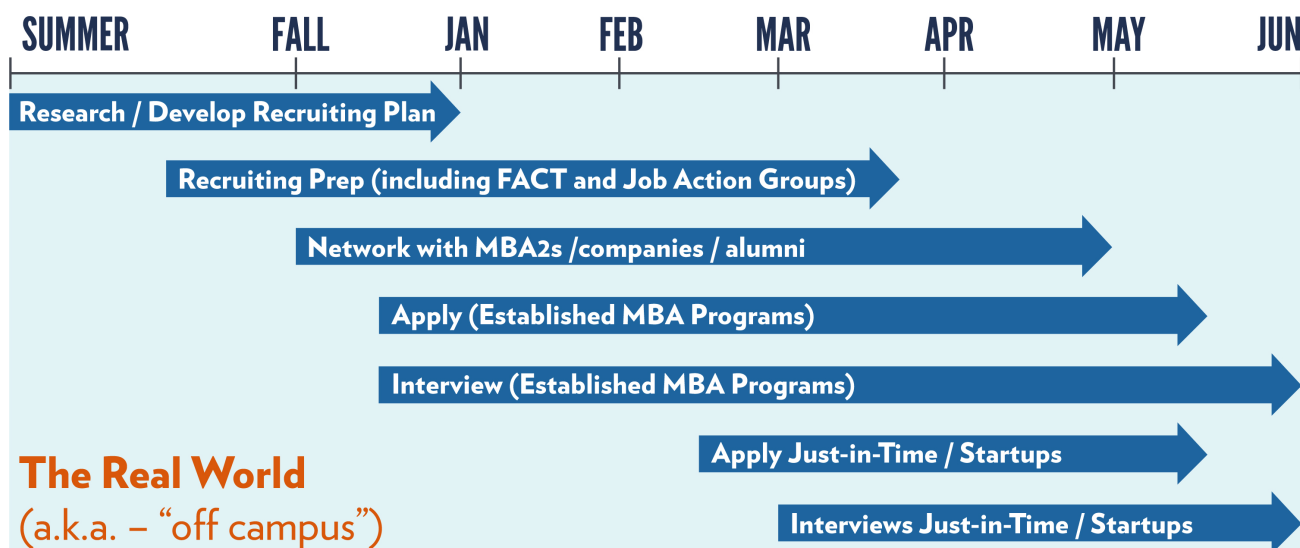 SUMMER FALL JAN FEB MAR APR MAY JUN
Research / Develop Recruiting Plan
Recruiting Prep (including FACT and Job Action Groups)
Network with MBA2s /companies / alumni
Apply (Established MBA Programs)
Interview (Established MBA Programs)
Apply Just-in-Time / Startups
The Real World
(a.k.a. – “off campus”)
Interviews Just-in-Time / Startups